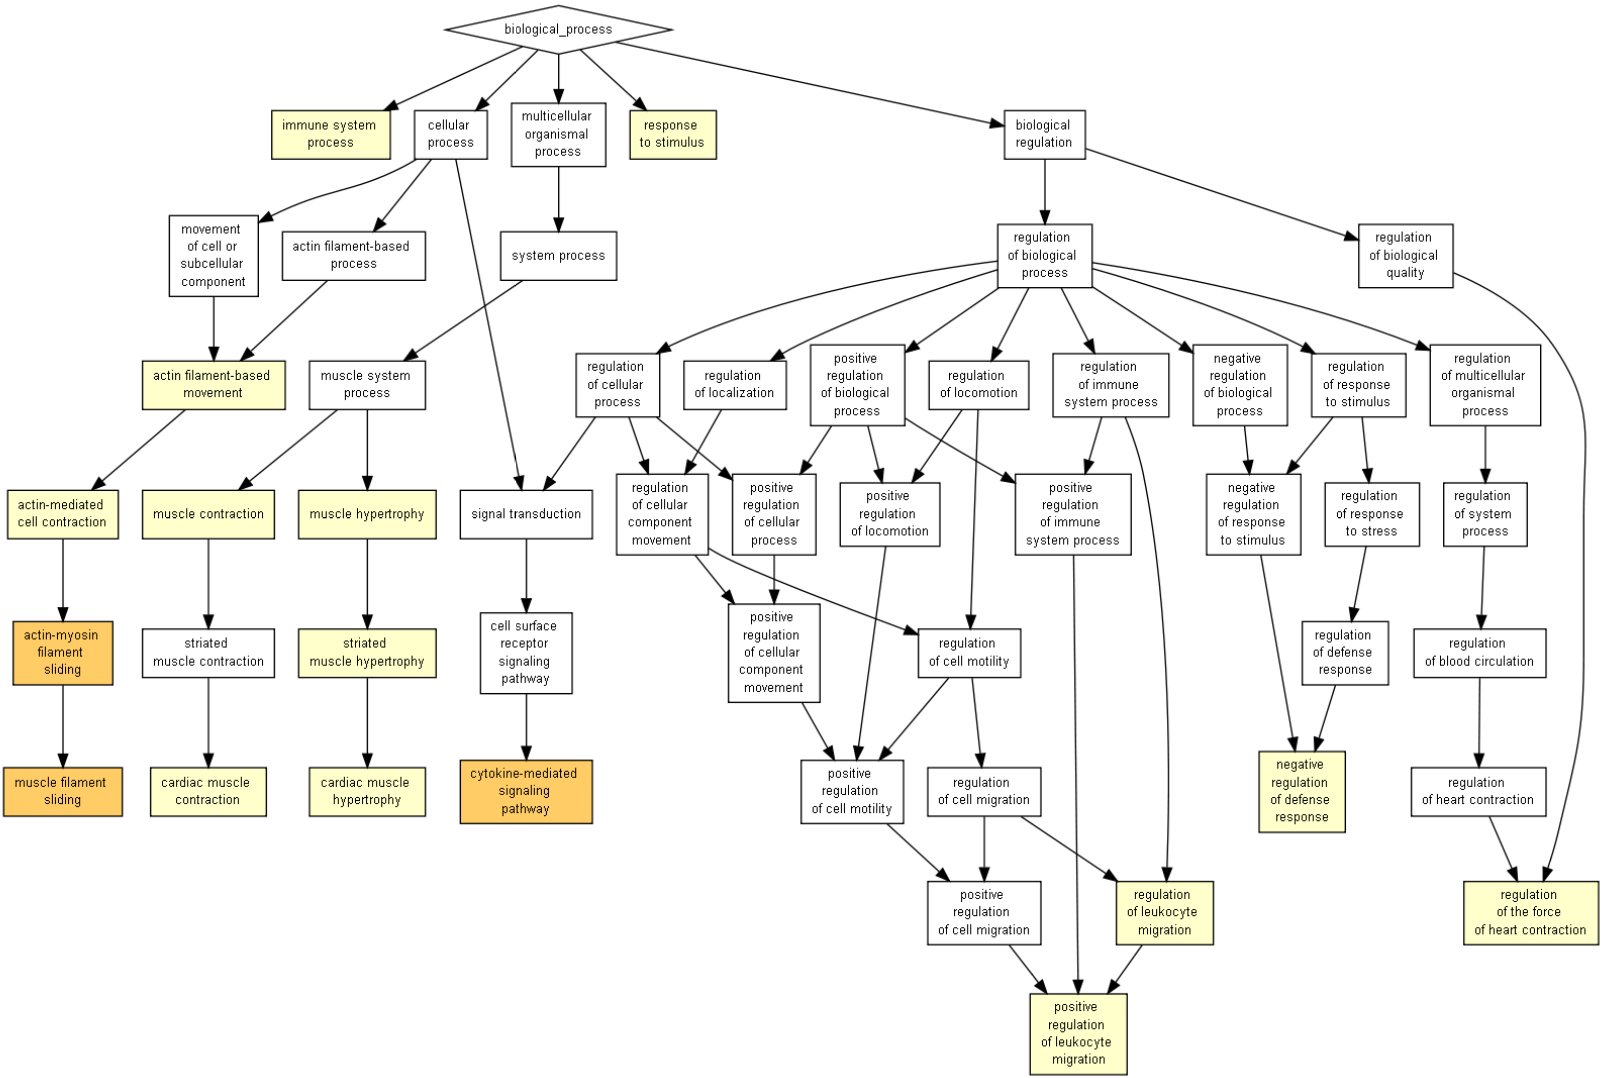 biological_process
immune system
process
cellular
process
multicellular
organismal
process
response
to stimulus
biological
regulation
movement
of cell or
subcellular
component
actin filament-based
process
system process
regulation
of biological
process
regulation
of biological
quality
actin filament-based
movement
muscle system
process
regulation
of cellular
process
regulation
of localization
positive
regulation
of biological
process
regulation
of locomotion
regulation
of immune
system process
negative
regulation
of biological
process
regulation
of response
to stimulus
regulation
of multicellular
organismal
process
actin-mediated
cell contraction
muscle contraction
muscle hypertrophy
signal transduction
regulation
of cellular
component
movement
positive
regulation
of cellular
process
positive
regulation
of locomotion
positive
regulation
of immune
system process
negative
regulation
of response
to stimulus
regulation
of response
to stress
regulation
of system
process
actin-myosin
filament
sliding
striated
muscle contraction
striated
muscle hypertrophy
cell surface
receptor
signaling
pathway
positive
regulation
of cellular
component
movement
regulation
of cell motility
regulation
of defense
response
regulation
of blood circulation
muscle filament
sliding
cardiac muscle
contraction
cardiac muscle
hypertrophy
cytokine-mediated
signaling
pathway
positive
regulation
of cell motility
regulation
of cell migration
negative
regulation
of defense
response
regulation
of heart contraction
positive
regulation
of cell migration
regulation
of leukocyte
migration
regulation
of the force
of heart contraction
positive
regulation
of leukocyte
migration